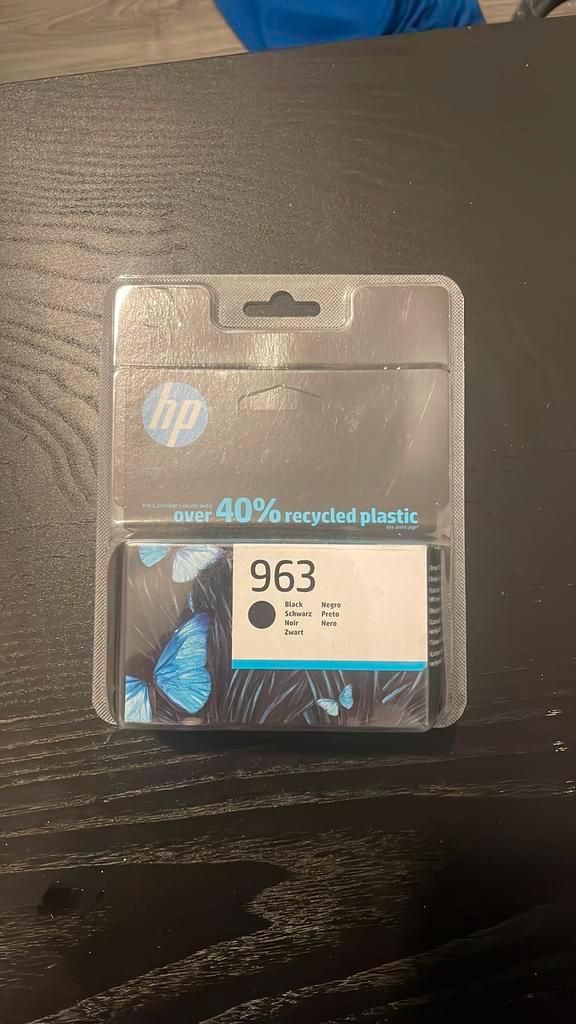 hp
Ink Cartridges made with
over 40% recycled plastic
on average
963
Black Negro
Schwarz Preto
Noir Nero
Zwart